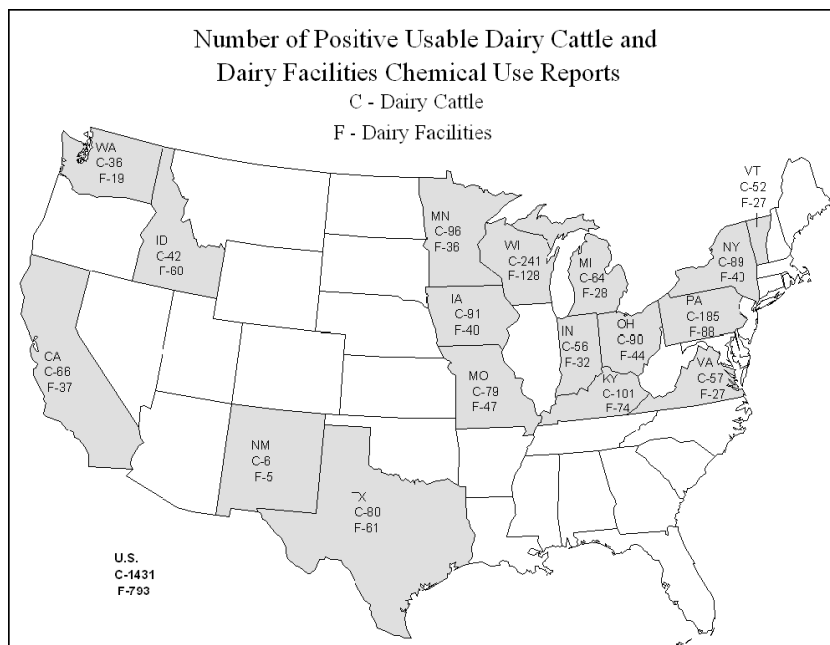 Number of Positive Usable Dairy Cattle and
Dairy Facilities Chemical Use Reports
C - Dairy Cattle
F - Dairy Facilities
WA
C-36
F-19
ID
C-42
F-60
CA
C-66
F-37
NM
C-6
F-5
TX
C-80
F-61
MN
C-96
F-36
IA
C-91
F-40
MO
C-79
F-47
WI
C-241
F-128
MI
C-64
F-28
IN
C-56
F-32
OH
C-90
F-44
KY
C-101
F-74
VT
C-52
F-27
NY
C-89
F-40
PA
C-185
F-88
VA
C-57
F-27
U.S.
C-1431
F-793